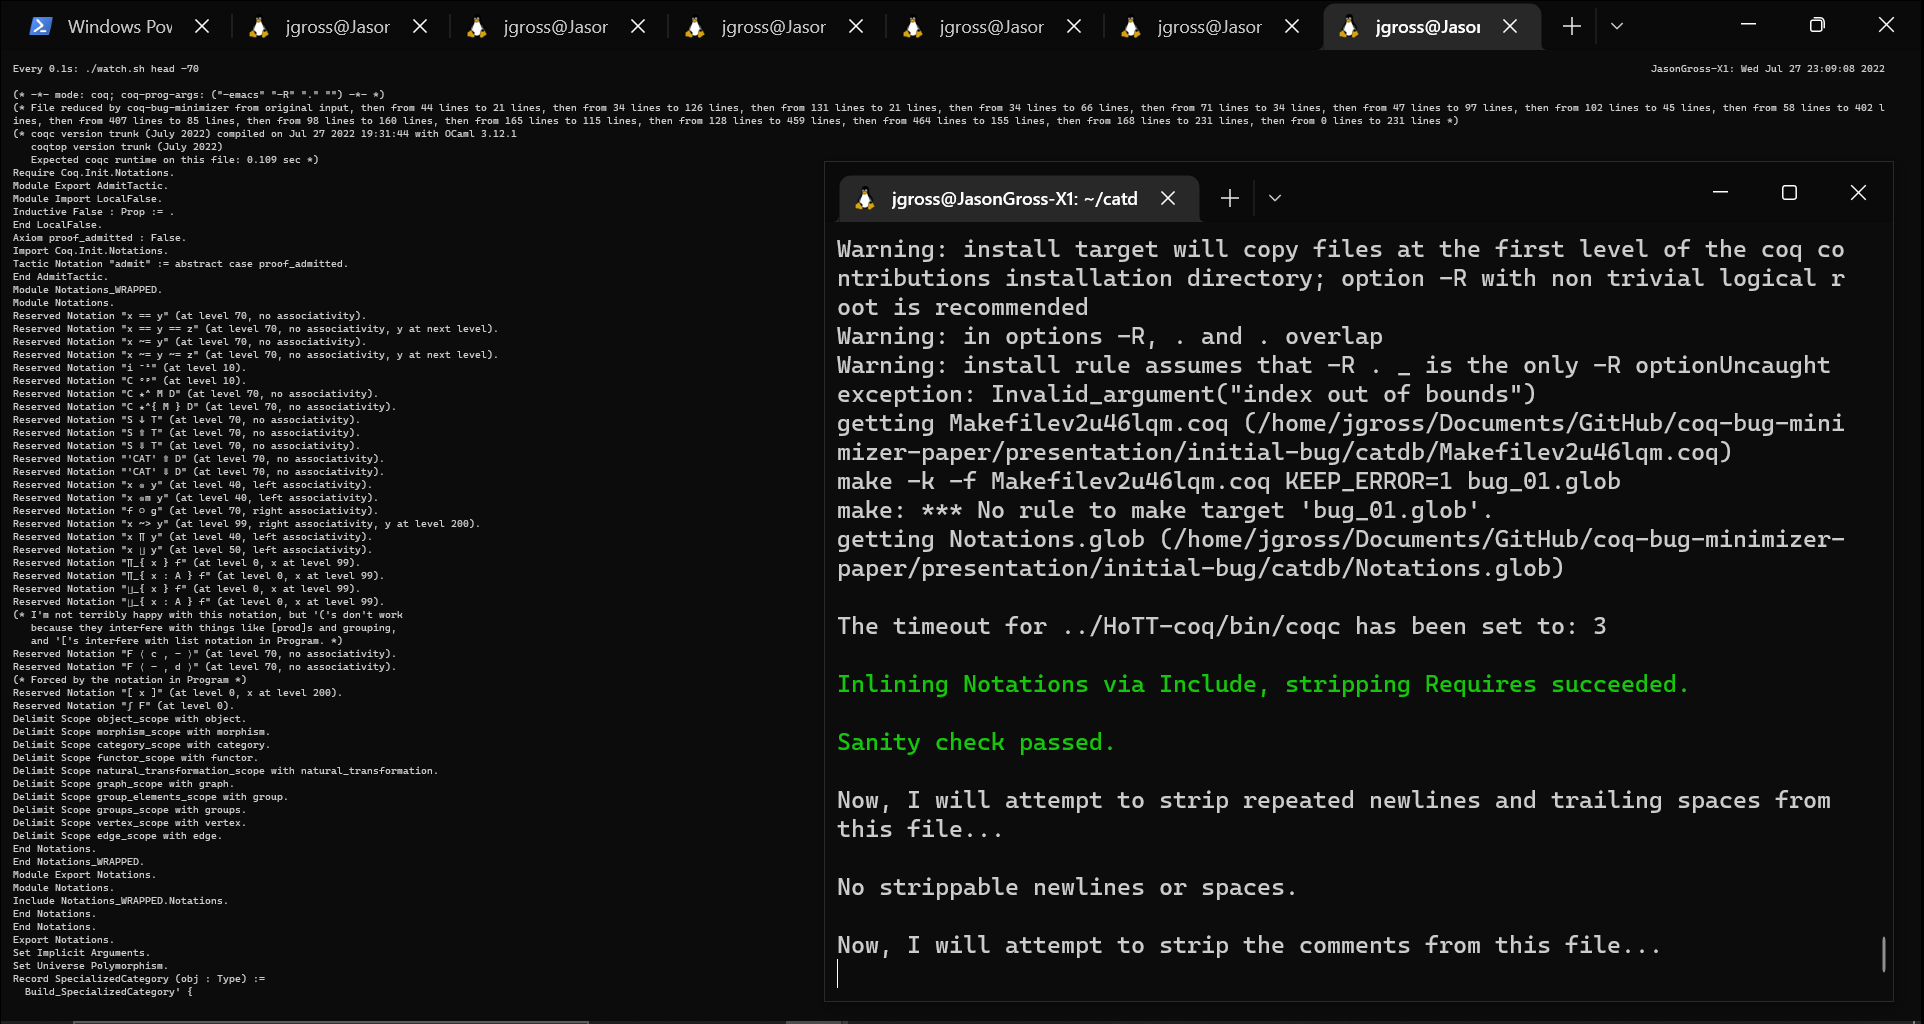 Windows Pov
jgross@Jasor
jgross@Jasor
jgross@Jasor
jgross@Jasor
jgross@Jasor
jgross@Jasor
Every 0.1s: ./watch.sh head -70
JasonGross-X1: Wed Jul 27 23:09:08 2022
(* -*- mode: coq; coq-prog-args: ("-emacs" "-R" "." "") -*- *)
(* File reduced by coq-bug-minimizer from original input, then from 44 lines to 21 lines, then from 34 lines to 126 lines, then from 131 lines to 21 lines, then from 34 lines to 66 lines, then from 71 lines to 34 lines, then from 47 lines to 97 lines, then from 102 lines to 45 lines, then from 58 lines to 402 l
ines, then from 407 lines to 85 lines, then from 98 lines to 160 lines, then from 165 lines to 115 lines, then from 128 lines to 459 lines, then from 464 lines to 155 lines, then from 168 lines to 231 lines, then from 0 lines to 231 lines *)
(* coqc version trunk (July 2022) compiled on Jul 27 2022 19:31:44 with OCaml 3.12.1
coqtop version trunk (July 2022)
Expected coqc runtime on this file: 0.109 sec *)
Require Coq.Init.Notations.
Module Export AdmitTactic.
Module Import LocalFalse.
Inductive False : Prop := .
End LocalFalse.
Axiom proof_admitted : False.
Import Coq.Init.Notations.
Tactic Notation "admit" := abstract case proof_admitted.
End AdmitTactic.
Module Notations_WRAPPED.
Module Notations.
Reserved Notation "x == y" (at level 70, no associativity).
Reserved Notation "x == y == z" (at level 70, no associativity, y at next level).
Reserved Notation "x ~= y" (at level 70, no associativity).
Reserved Notation "x ~= y ~= z" (at level 70, no associativity, y at next level).
Reserved Notation "i ⁻¹" (at level 10).
Reserved Notation "C ᵒᵖ" (at level 10).
Reserved Notation "C ★^ M D" (at level 70, no associativity).
Reserved Notation "C ★^{ M } D" (at level 70, no associativity).
Reserved Notation "S ↓ T" (at level 70, no associativity).
Reserved Notation "S ⇑ T" (at level 70, no associativity).
Reserved Notation "S ⇓ T" (at level 70, no associativity).
Reserved Notation "'CAT' ⇑ D" (at level 70, no associativity).
Reserved Notation "'CAT' ⇓ D" (at level 70, no associativity).
Reserved Notation "x ⊗ y" (at level 40, left associativity).
Reserved Notation "x ⊗m y" (at level 40, left associativity).
Reserved Notation "f ○ g" (at level 70, right associativity).
Reserved Notation "x ~> y" (at level 99, right associativity, y at level 200).
Reserved Notation "x ∏ y" (at level 40, left associativity).
Reserved Notation "x ∐ y" (at level 50, left associativity).
Reserved Notation "∏_{ x } f" (at level 0, x at level 99).
Reserved Notation "∏_{ x : A } f" (at level 0, x at level 99).
Reserved Notation "∐_{ x } f" (at level 0, x at level 99).
Reserved Notation "∐_{ x : A } f" (at level 0, x at level 99).
(* I'm not terribly happy with this notation, but '('s don't work
because they interfere with things like [prod]s and grouping,
and '['s interfere with list notation in Program. *)
Reserved Notation "F ⟨ c , - ⟩" (at level 70, no associativity).
Reserved Notation "F ⟨ - , d ⟩" (at level 70, no associativity).
(* Forced by the notation in Program *)
Reserved Notation "[ x ]" (at level 0, x at level 200).
Reserved Notation "∫ F" (at level 0).
Delimit Scope object_scope with object.
Delimit Scope morphism_scope with morphism.
Delimit Scope category_scope with category.
Delimit Scope functor_scope with functor.
Delimit Scope natural_transformation_scope with natural_transformation.
Delimit Scope graph_scope with graph.
Delimit Scope group_elements_scope with group.
Delimit Scope groups_scope with groups.
Delimit Scope vertex_scope with vertex.
Delimit Scope edge_scope with edge.
End Notations.
End Notations_WRAPPED.
Module Export Notations.
Module Notations.
Include Notations_WRAPPED.Notations.
End Notations.
End Notations.
Export Notations.
Set Implicit Arguments.
Set Universe Polymorphism.
Record SpecializedCategory (obj : Type) :=
Build_SpecializedCategory' {
jgross@JasonGross-X1: ~/catd
Warning: install target will copy files at the first level of the coq co
ntributions installation directory; option -R with non trivial logical r
oot is recommended
Warning: in options -R, . and . overlap
Warning: install rule assumes that -R . _ is the only -R optionUncaught
exception: Invalid_argument("index out of bounds")
getting Makefilev2u46lqm.coq (/home/jgross/Documents/GitHub/coq-bug-mini
mizer-paper/presentation/initial-bug/catdb/Makefilev2u46lqm.coq)
make -k -f Makefilev2u46lqm.coq KEEP_ERROR=1 bug_01.glob
make: *** No rule to make target 'bug_01.glob'.
getting Notations.glob (/home/jgross/Documents/GitHub/coq-bug-minimizer-
paper/presentation/initial-bug/catdb/Notations.glob)
The timeout for ../HoTT-coq/bin/coqc has been set to: 3
Inlining Notations via Include, stripping Requires succeeded.
Sanity check passed.
Now, I will attempt to strip repeated newlines and trailing spaces from
this file...
No strippable newlines or spaces.
Now, I will attempt to strip the comments from this file...